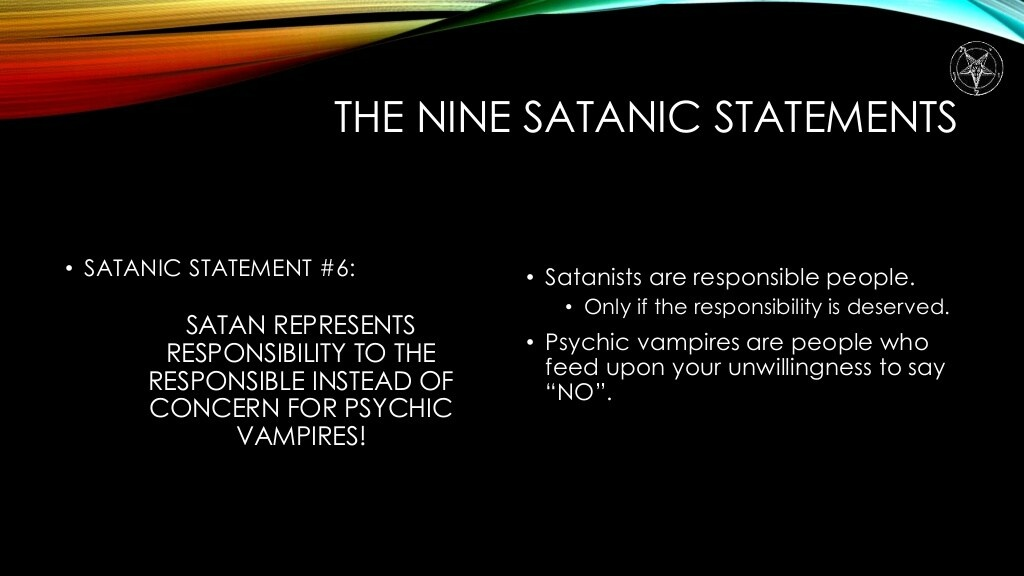 THE NINE SATANIC STATEMENTS
• SATANIC STATEMENT #6:
SATAN REPRESENTS
RESPONSIBILITY TO THE
RESPONSIBLE INSTEAD OF
CONCERN FOR PSYCHIC
VAMPIRES!
• Satanists are responsible people.
• Only if the responsibility is deserved.
• Psychic vampires are people who
feed upon your unwillingness to say
“NO”.